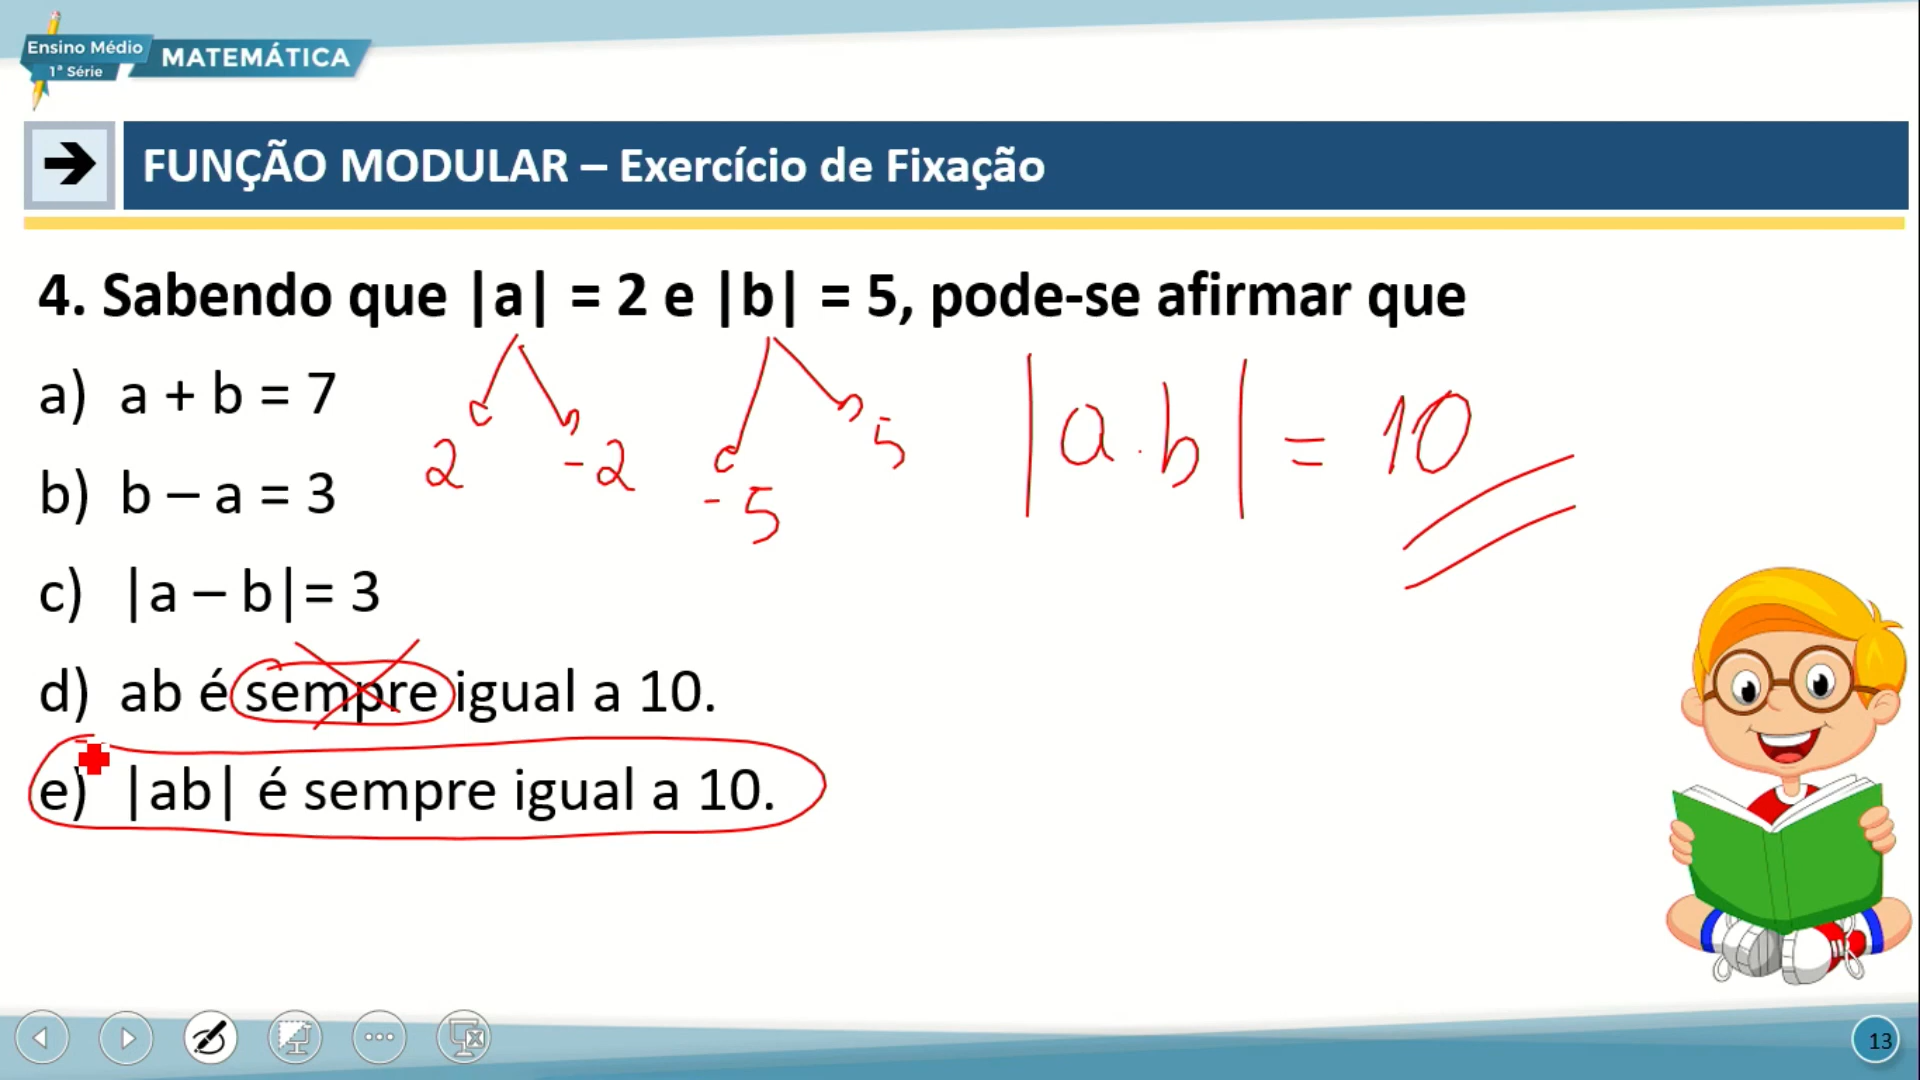 Ensino Médio
1ª Série
MATEMÁTICA
FUNÇÃO MODULAR – Exercício de Fixação
4. Sabendo que |a| = 2 e |b| = 5, pode-se afirmar que
a) a + b = 7
b) b – a = 3
c) |a – b|= 3
d) ab é sempre igual a 10.
e) |ab| é sempre igual a 10.
2 -2
-5 5
|a.b| = 10
13